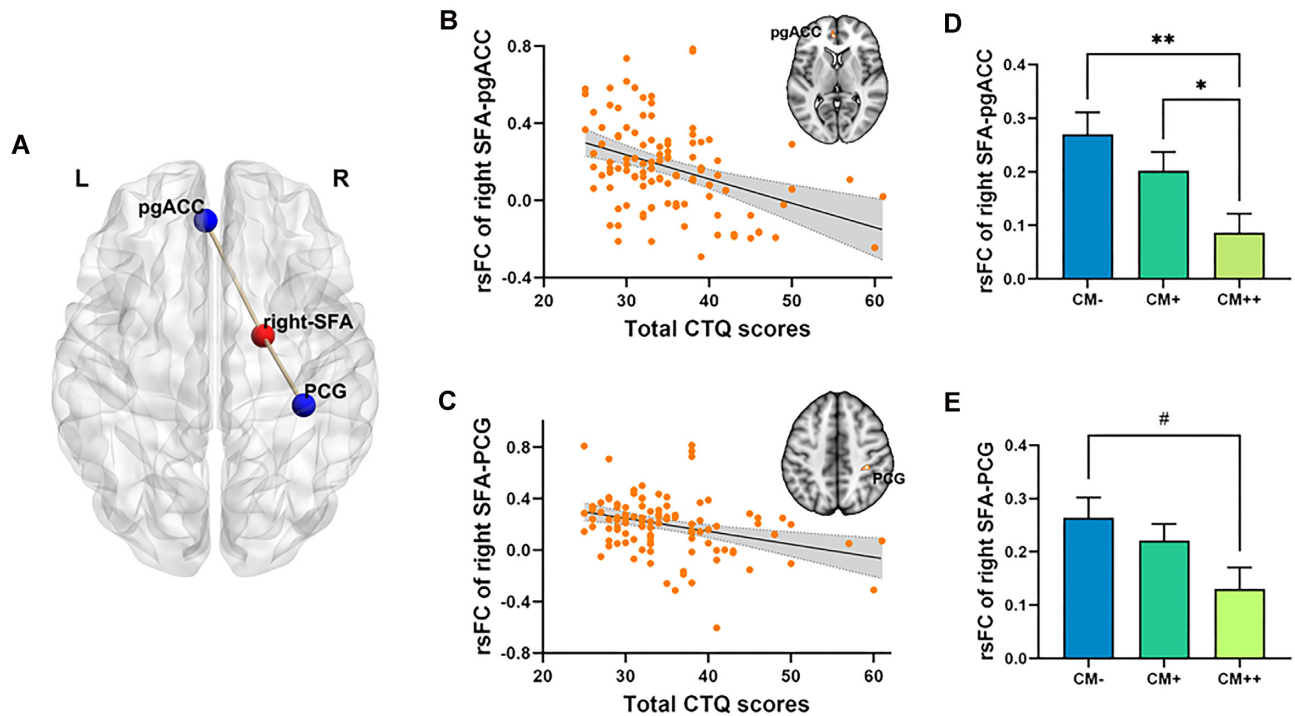 A
L
R
pgACC
right-SFA
PCG
B
rsFC of right SFA-pgACC
0.8
0.4
0.0
-0.4
20
30
40
50
60
Total CTQ scores
pgACC
C
rsFC of right SFA-PCG
0.8
0.4
0.0
-0.4
-0.8
20
30
40
50
60
Total CTQ scores
PCG
D
rsFC of right SFA-pgACC
0.4
0.3
0.2
0.1
0.0
**
*
CM-
CM+
CM++
E
rsFC of right SFA-PCG
0.4
0.3
0.2
0.1
0.0
#
CM-
CM+
CM++